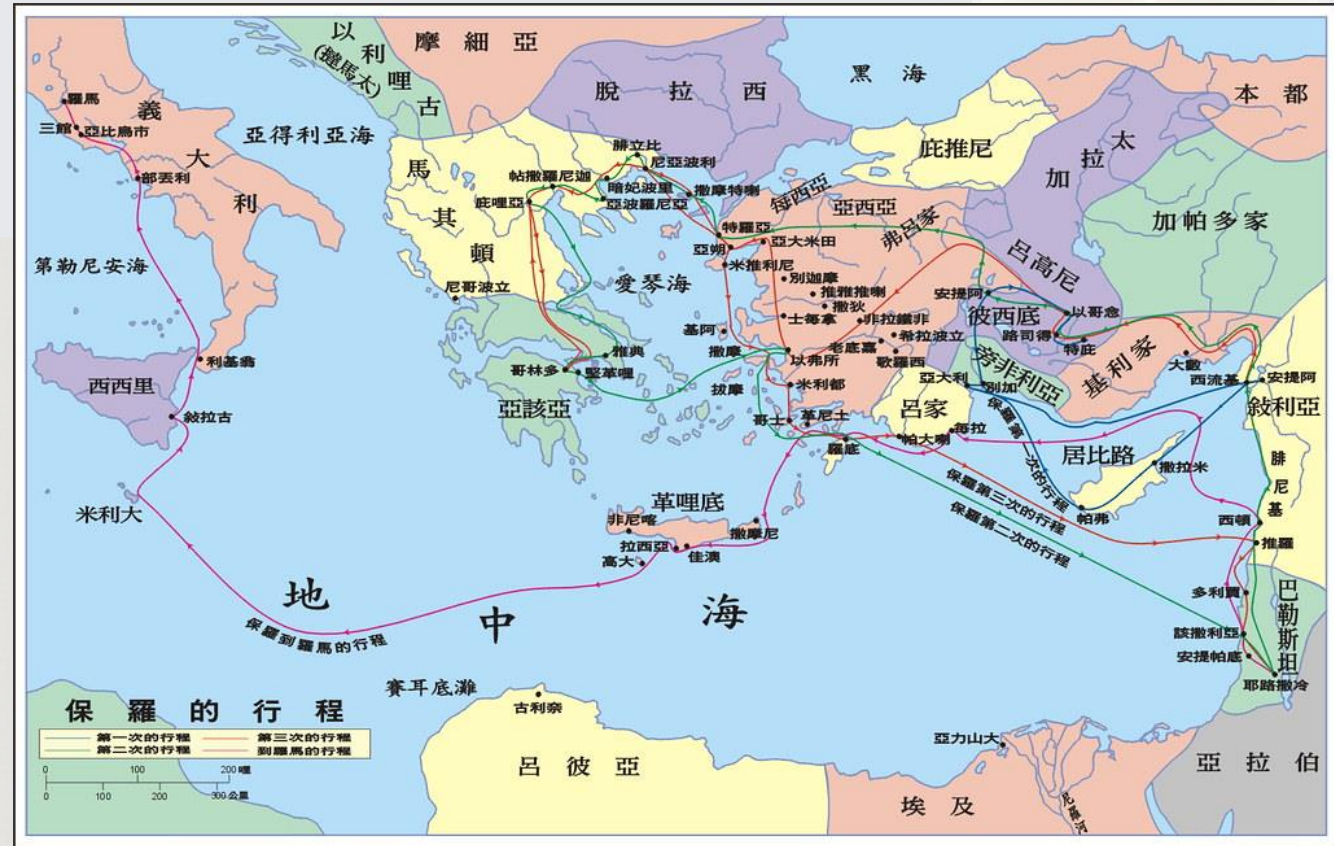 以利哩古
(撻馬太)
摩細亞
黑海
本都
羅馬
義大利
三館
亞比烏市
亞得利亞海
脫拉西
庇推尼
加拉太
加帕多家
馬其頓
腓立比
尼亞波利
帖撒羅尼迦
暗妃波里
亞波羅尼亞
撒摩特喇
庇哩亞
部丟利
每西亞
亞西亞
弗呂家
特羅亞
亞朔
亞大米田
米推利尼
呂高尼
第勒尼安海
尼哥波立
愛琴海
別迦摩
推雅推喇
撒狄
士每拿
非拉鐵非
希拉波立
老底嘉
歌羅西
安提阿
彼西底
以哥念
路司得
特庇
基阿
撒摩
以弗所
雅典
哥林多
堅革哩
亞該亞
拔摩
米利都
利基翁
西西里
敍拉古
亞大利
別加
旁非利亞
基利家
大數
西流基
安提阿
敍利亞
呂家
每拉
帕大喇
哥士
革尼土
羅底
保羅第一次的行程
居比路
撒拉米
帕弗
腓尼基
米利大
革哩底
非尼喀
拉西亞
佳澳
撒摩尼
高大
保羅第三次的行程
保羅第二次的行程
西頓
推羅
多利買
巴勒斯坦
該撒利亞
安提帕底
耶路撒冷
地中海
保羅到羅馬的行程
賽耳底灘
古利奈
亞力山大
呂彼亞
埃及
尼羅河
亞拉伯
保羅的行程
第一次的行程 第三次的行程
第二次的行程 到羅馬的行程
0 100 200哩
0 100 200 300公里